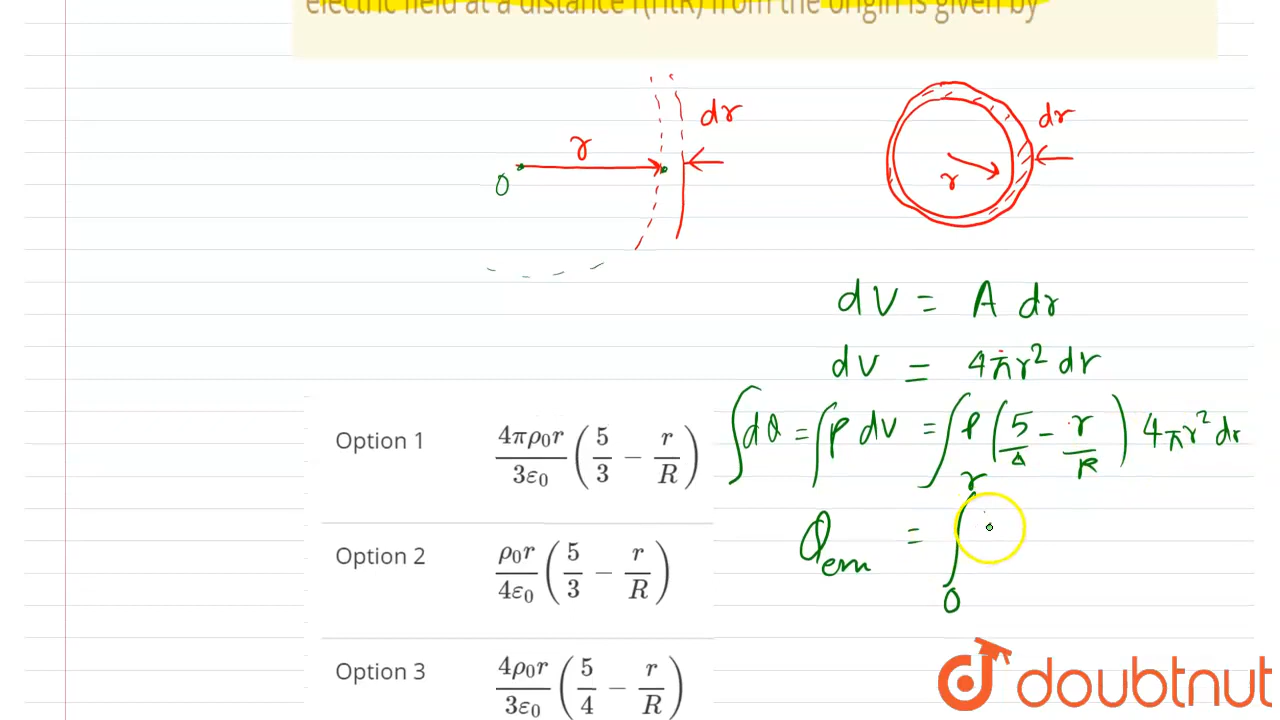 electric field at a distance r(r<R) from the origin is given by
r
dr
O
dr
r
dV = A dr
dV = 4πr² dr
∫dQ = ∫ρ dV = ∫ρ(5/4 − r/R) 4πr² dr
Option 1 4πρ₀r/3ε₀ (5/3 − r/R)
r
Qem = ∫
0
Option 2 ρ₀r/4ε₀ (5/3 − r/R)
Option 3 4ρ₀r/3ε₀ (5/4 − r/R)
doubtnut